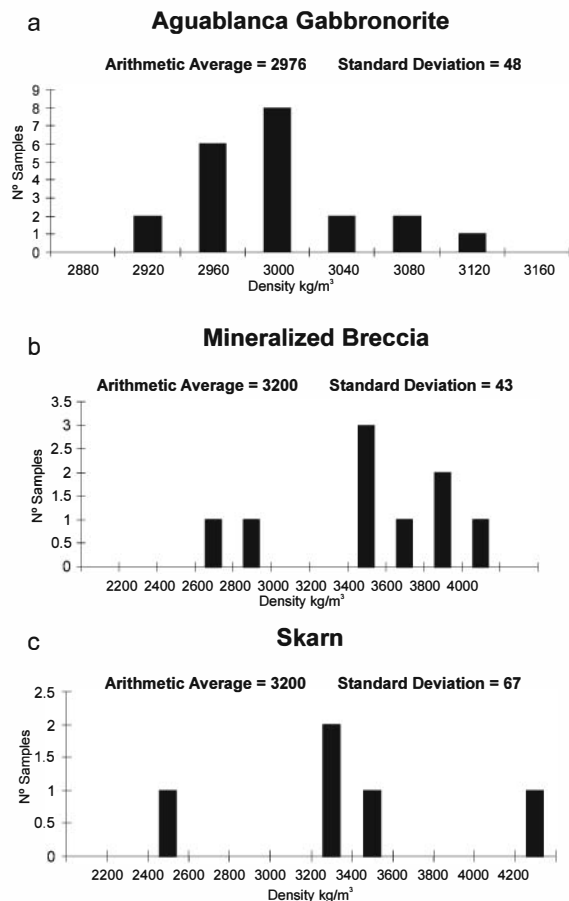 a
Aguablanca Gabbronorite
Arithmetic Average = 2976 Standard Deviation = 48
9
8
7
6
5
4
3
2
1
0
Nº Samples
2880 2920 2960 3000 3040 3080 3120 3160
Density kg/m³
b
Mineralized Breccia
Arithmetic Average = 3200 Standard Deviation = 43
3.5
3
2.5
2
1.5
1
0.5
0
Nº Samples
2200 2400 2600 2800 3000 3200 3400 3600 3800 4000
Density kg/m³
c
Skarn
Arithmetic Average = 3200 Standard Deviation = 67
2.5
2
1.5
1
0.5
0
Nº Samples
2200 2400 2600 2800 3000 3200 3400 3600 3800 4000 4200
Density kg/m³